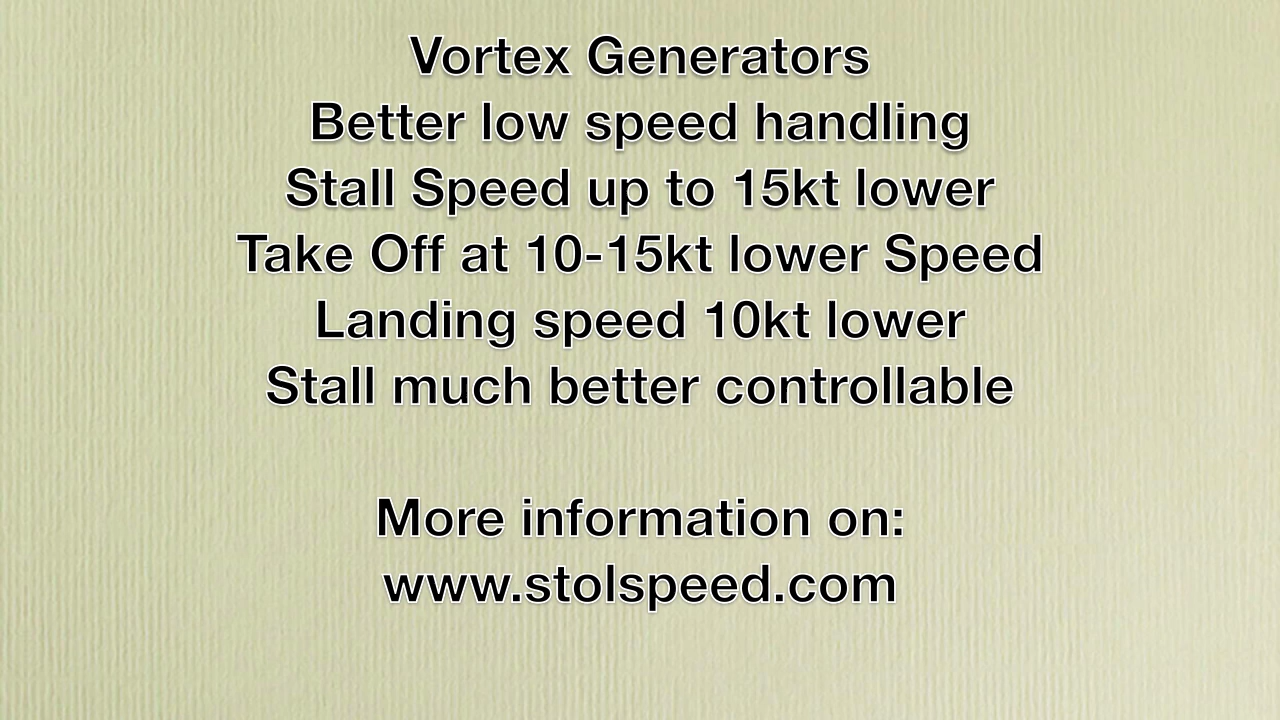 Vortex Generators
Better low speed handling
Stall Speed up to 15kt lower
Take Off at 10-15kt lower Speed
Landing speed 10kt lower
Stall much better controllable
More information on:
www.stolspeed.com